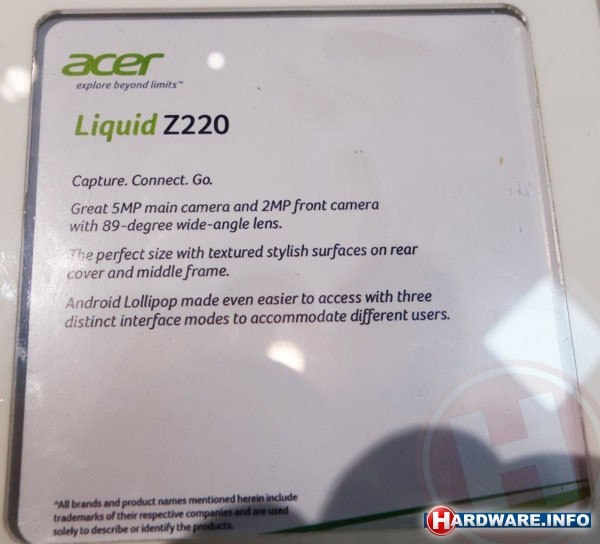 acer
explore beyond limits™
Liquid Z220
Capture. Connect. Go.
Great 5MP main camera and 2MP front camera
with 89-degree wide-angle lens.
The perfect size with textured stylish surfaces on rear
cover and middle frame.
Android Lollipop made even easier to access with three
distinct interface modes to accommodate different users.
*All brands and product names mentioned herein include
trademarks of their respective companies and are used
solely to describe or identify the products.
H HARDWARE.INFO